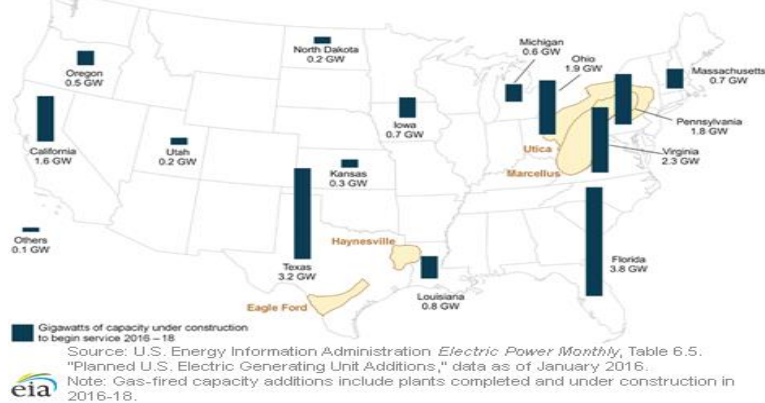 North Dakota
0.2 GW
Michigan
0.6 GW
Ohio
1.9 GW
Oregon
0.5 GW
Massachusetts
0.7 GW
Iowa
0.7 GW
Pennsylvania
1.8 GW
California
1.6 GW
Utah
0.2 GW
Utica
Virginia
2.3 GW
Kansas
0.3 GW
Marcellus
Others
0.1 GW
Haynesville
Texas
3.2 GW
Florida
3.8 GW
Louisiana
0.8 GW
Eagle Ford
Gigawatts of capacity under construction
to begin service 2016 – 18
Source: U.S. Energy Information Administration Electric Power Monthly, Table 6.5.
"Planned U.S. Electric Generating Unit Additions," data as of January 2016.
Note: Gas-fired capacity additions include plants completed and under construction in
2016-18.
eia